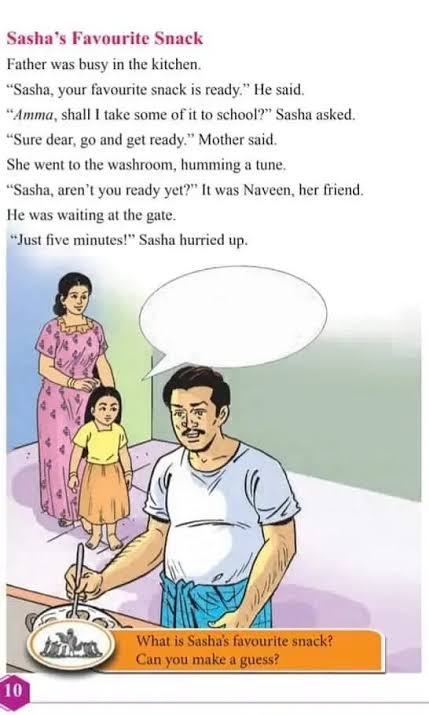 Sasha's Favourite Snack
Father was busy in the kitchen.
“Sasha, your favourite snack is ready.” He said.
“Amma, shall I take some of it to school?” Sasha asked.
“Sure dear, go and get ready.” Mother said.
She went to the washroom, humming a tune.
“Sasha, aren’t you ready yet?” It was Naveen, her friend.
He was waiting at the gate.
“Just five minutes!” Sasha hurried up.
What is Sasha's favourite snack?
Can you make a guess?
10